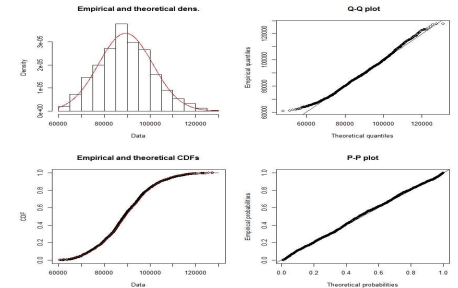 Empirical and theoretical dens.
Density
0e+00 1e-05 2e-05 3e-05
60000 80000 100000 120000
Data
Q-Q plot
Empirical quantiles
60000 80000 100000 120000
60000 80000 100000 120000
Theoretical quantiles
Empirical and theoretical CDFs
CDF
0.0 0.2 0.4 0.6 0.8 1.0
60000 80000 100000 120000
Data
P-P plot
Empirical probabilities
0.0 0.2 0.4 0.6 0.8 1.0
0.0 0.2 0.4 0.6 0.8 1.0
Theoretical probabilities